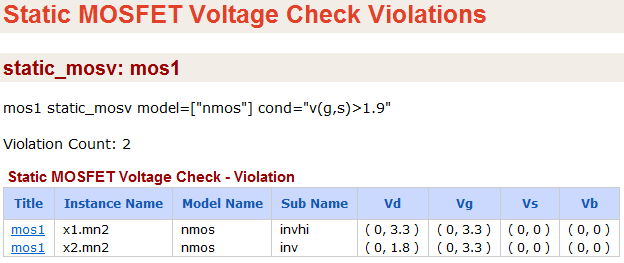 Static MOSFET Voltage Check Violations
static_mosv: mos1
mos1 static_mosv model=["nmos"] cond="v(g,s)>1.9"
Violation Count: 2
Static MOSFET Voltage Check - Violation
Title Instance Name Model Name Sub Name Vd Vg Vs Vb
mos1 x1.mn2 nmos invhi ( 0, 3.3 ) ( 0, 3.3 ) ( 0, 0 ) ( 0, 0 )
mos1 x2.mn2 nmos inv ( 0, 1.8 ) ( 0, 3.3 ) ( 0, 0 ) ( 0, 0 )